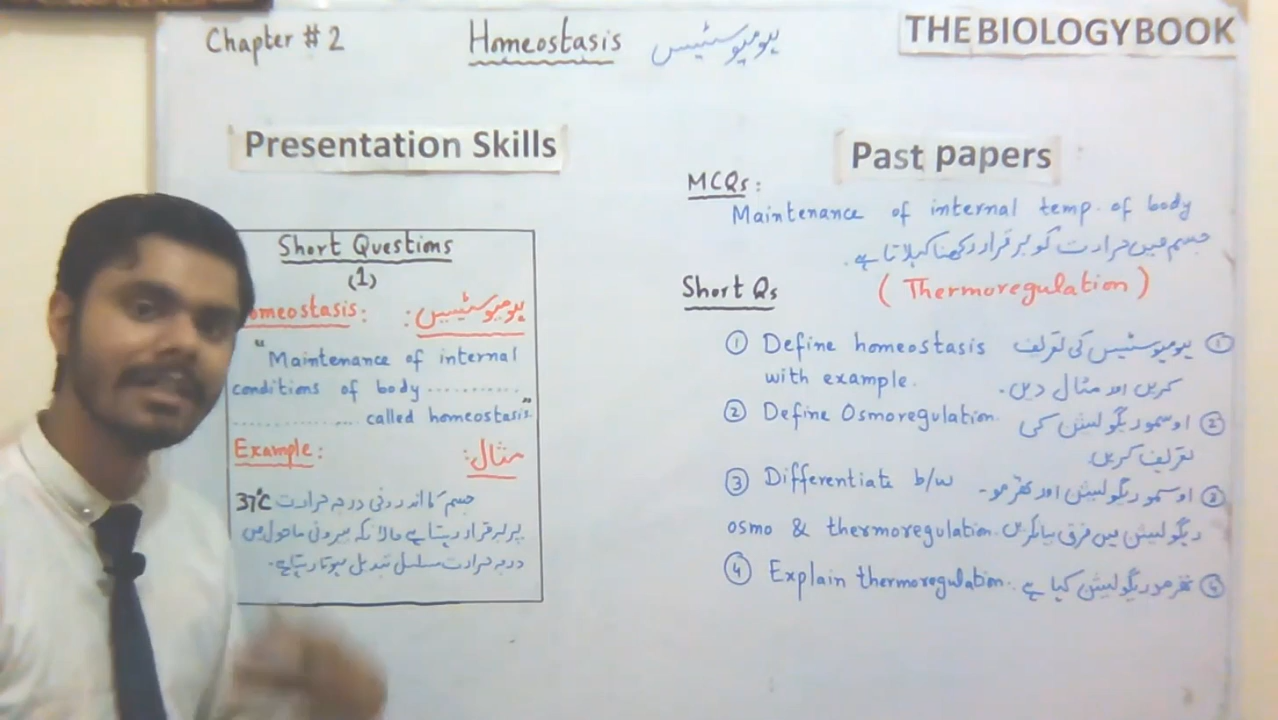 Chapter # 2
Homeostasis ہومیوسٹیسس
THE BIOLOGY BOOK
Presentation Skills
Short Questions
(1)
omeostasis: ہومیوسٹیسس:
"Maintenance of internal
conditions of body ...........
................ called homeostasis."
Example: مثال:
جسم کا اندرونی درجہ حرارت 37°C
پر برقرار رہتا ہے حالانکہ بیرونی ماحول میں
درجہ حرارت مسلسل تبدیل ہوتا رہتا ہے۔
Past papers
MCQs:
Maintenance of internal temp. of body
جسم میں حرارت کو برقرار رکھنا کہلاتا ہے۔
(Thermoregulation)
Short Qs
① Define homeostasis ہومیوسٹیسس کی تعریف ①
with example. کریں اور مثال دیں۔
② Define Osmoregulation. اوسموریگولیشن کی ②
تعریف کریں
③ Differentiate b/w اوسموریگولیشن اور تھرمو۔ ③
osmo & thermoregulation. ریگولیشن میں فرق بیان کریں
④ Explain thermoregulation. تھرموریگولیشن کیا ہے ④